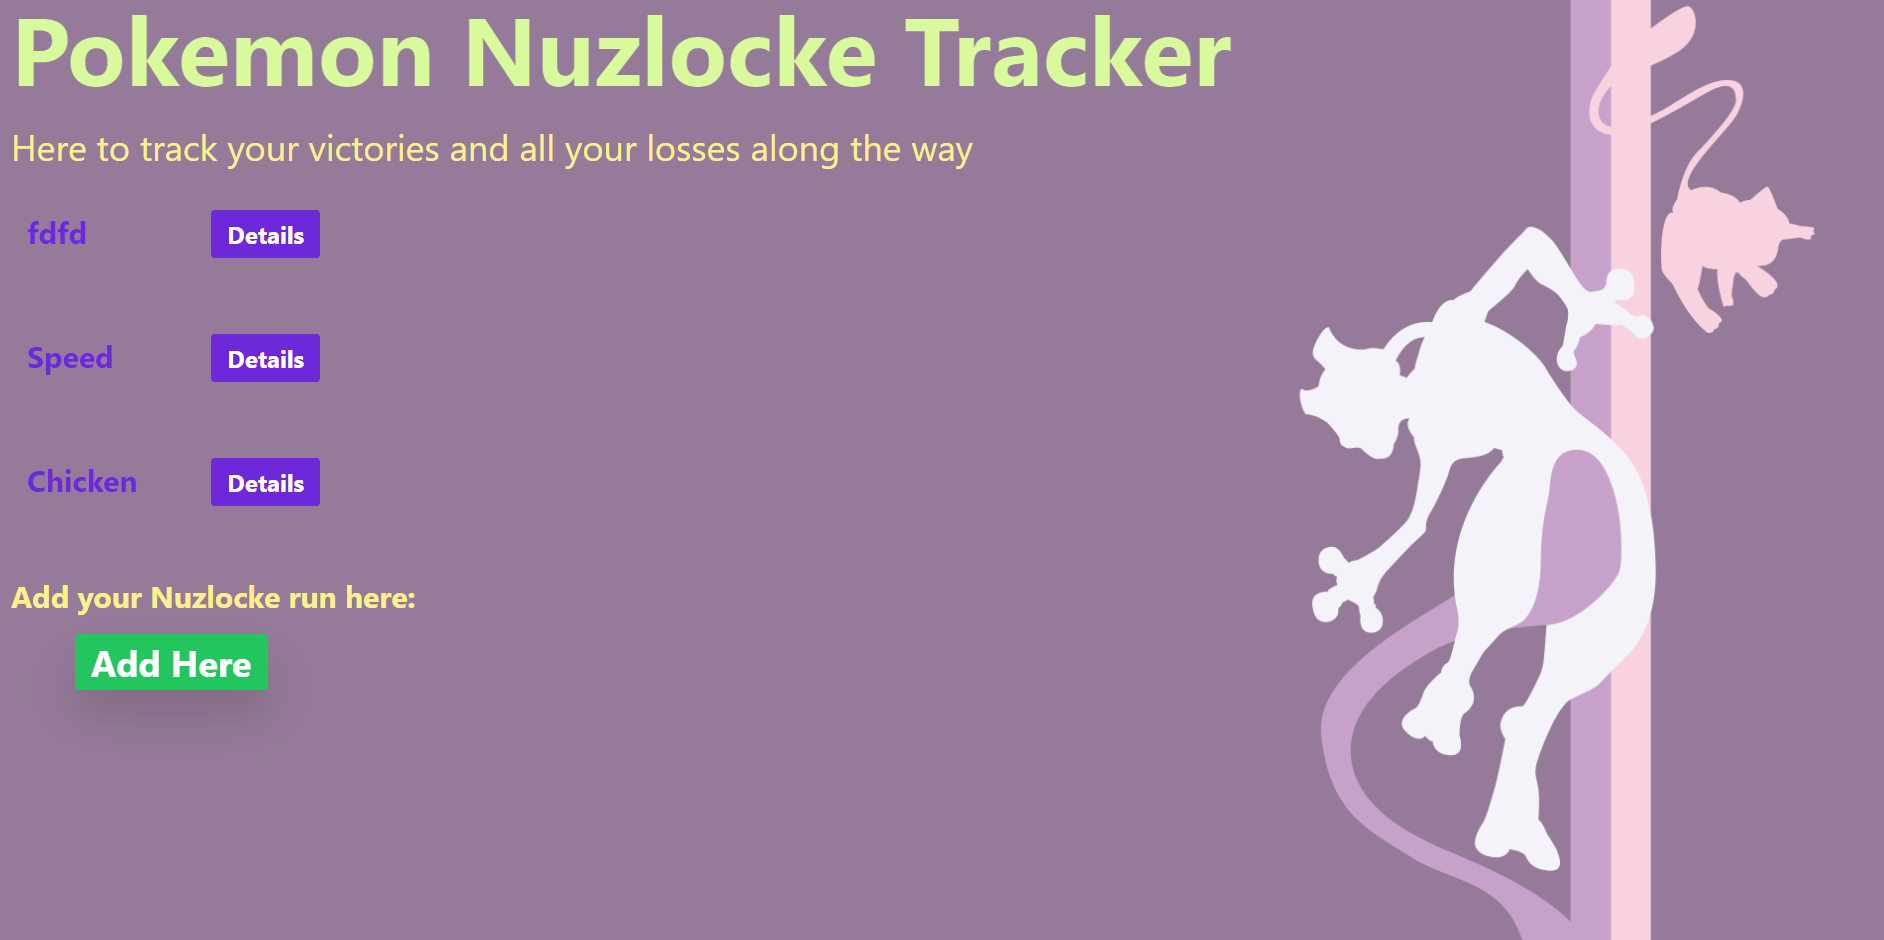 Pokemon Nuzlocke Tracker
Here to track your victories and all your losses along the way
fdfd
Details
Speed
Details
Chicken
Details
Add your Nuzlocke run here:
Add Here